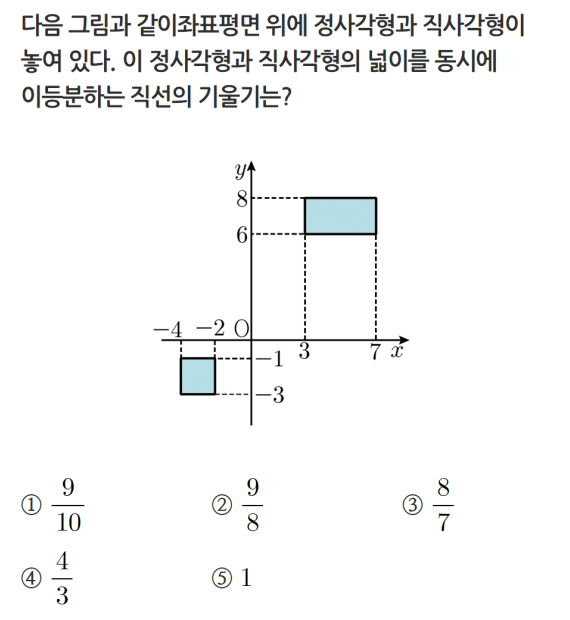 다음 그림과 같이좌표평면 위에 정사각형과 직사각형이
놓여 있다. 이 정사각형과 직사각형의 넓이를 동시에
이등분하는 직선의 기울기는?
y
8
6
−4 −2 O
−1 3 7 x
−3
① 9/10 ② 9/8 ③ 8/7
④ 4/3 ⑤ 1